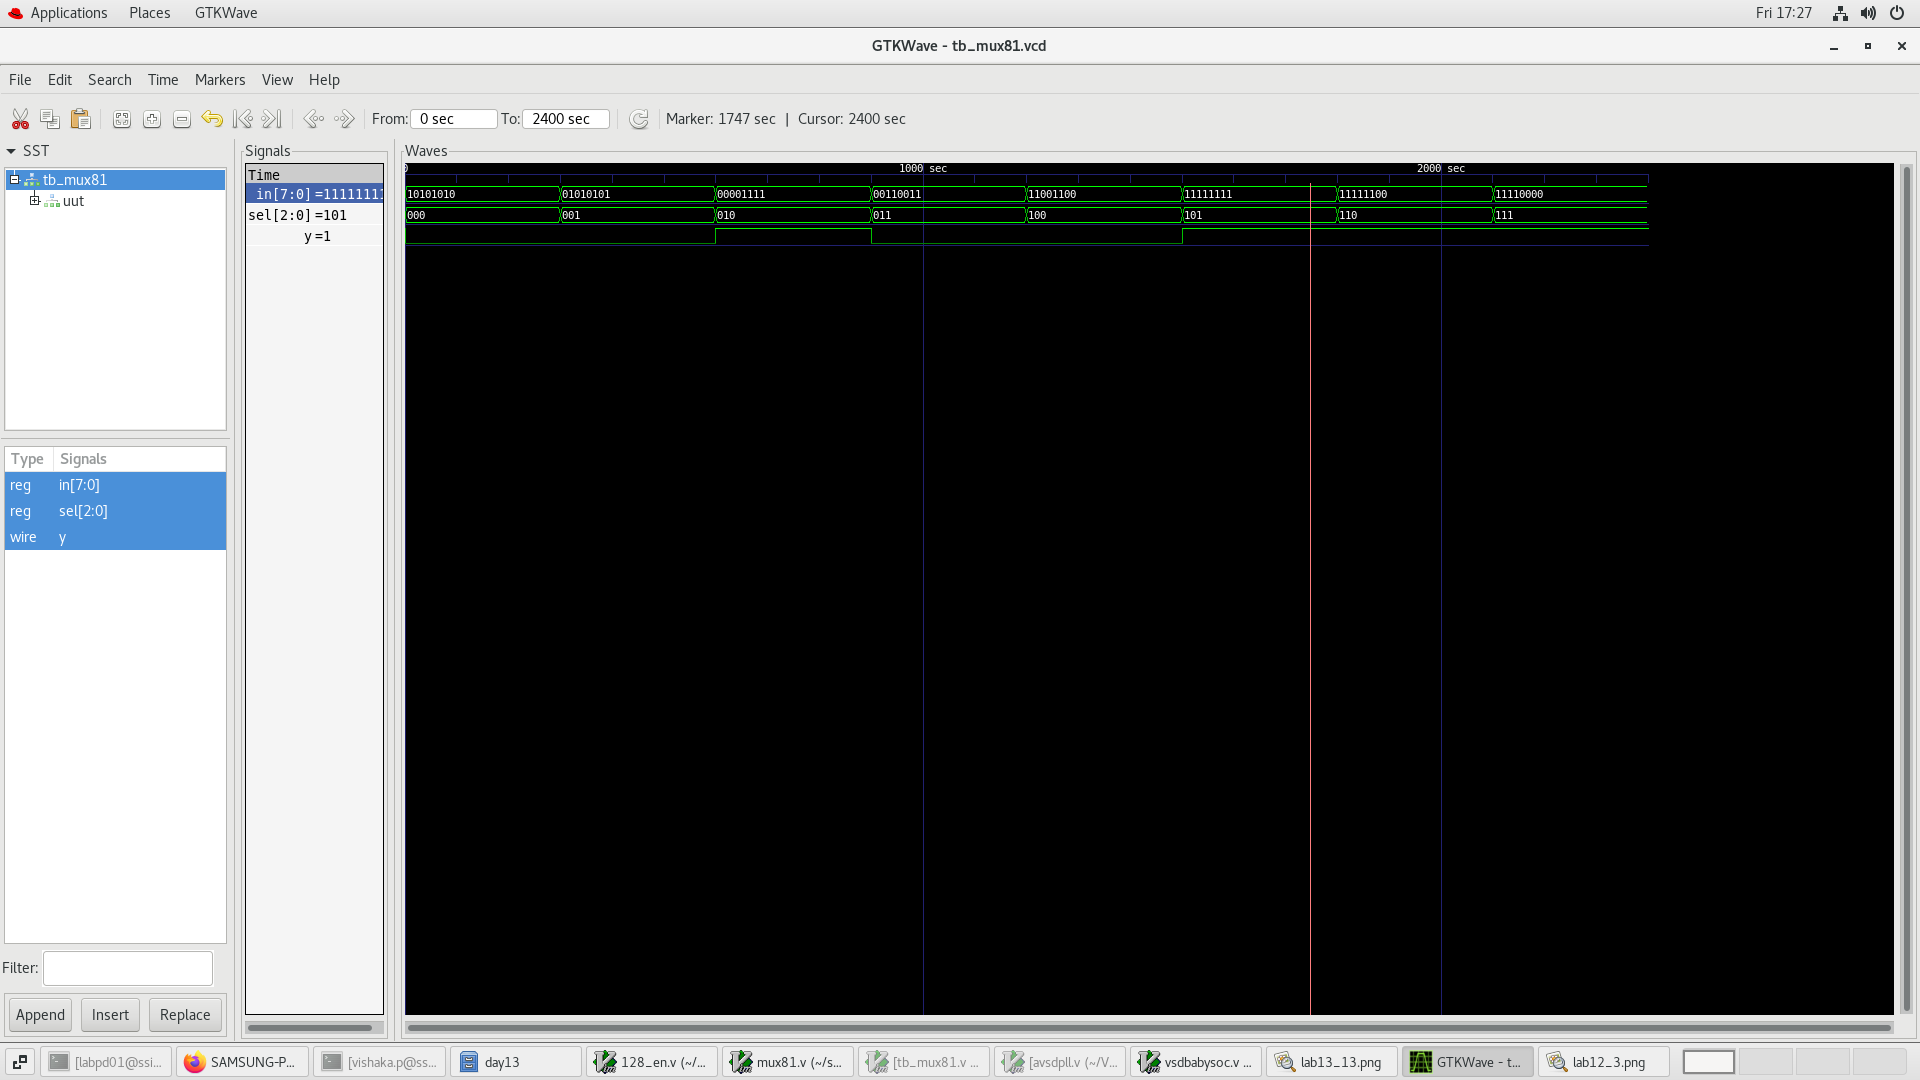 Applications Places GTKWave Fri 17:27
GTKWave - tb_mux81.vcd
File Edit Search Time Markers View Help
From: 0 sec To: 2400 sec Marker: 1747 sec | Cursor: 2400 sec
SST
tb_mux81
uut
Type Signals
reg in[7:0]
reg sel[2:0]
wire y
Filter:
Append Insert Replace
Signals
Time
in[7:0]=11111111
sel[2:0]=101
y=1
Waves
0 1000 sec 2000 sec
10101010 01010101 00001111 00110011 11001100 11111111 11111100 11110000
000 001 010 011 100 101 110 111
[labpd01@ssi... SAMSUNG-P... [vishaka.p@ss... day13 128_en.v (~/... mux81.v (~/s... [tb_mux81.v ... [avsdpll.v (~/V... vsdbabysoc.v ... lab13_13.png GTKWave - t... lab12_3.png